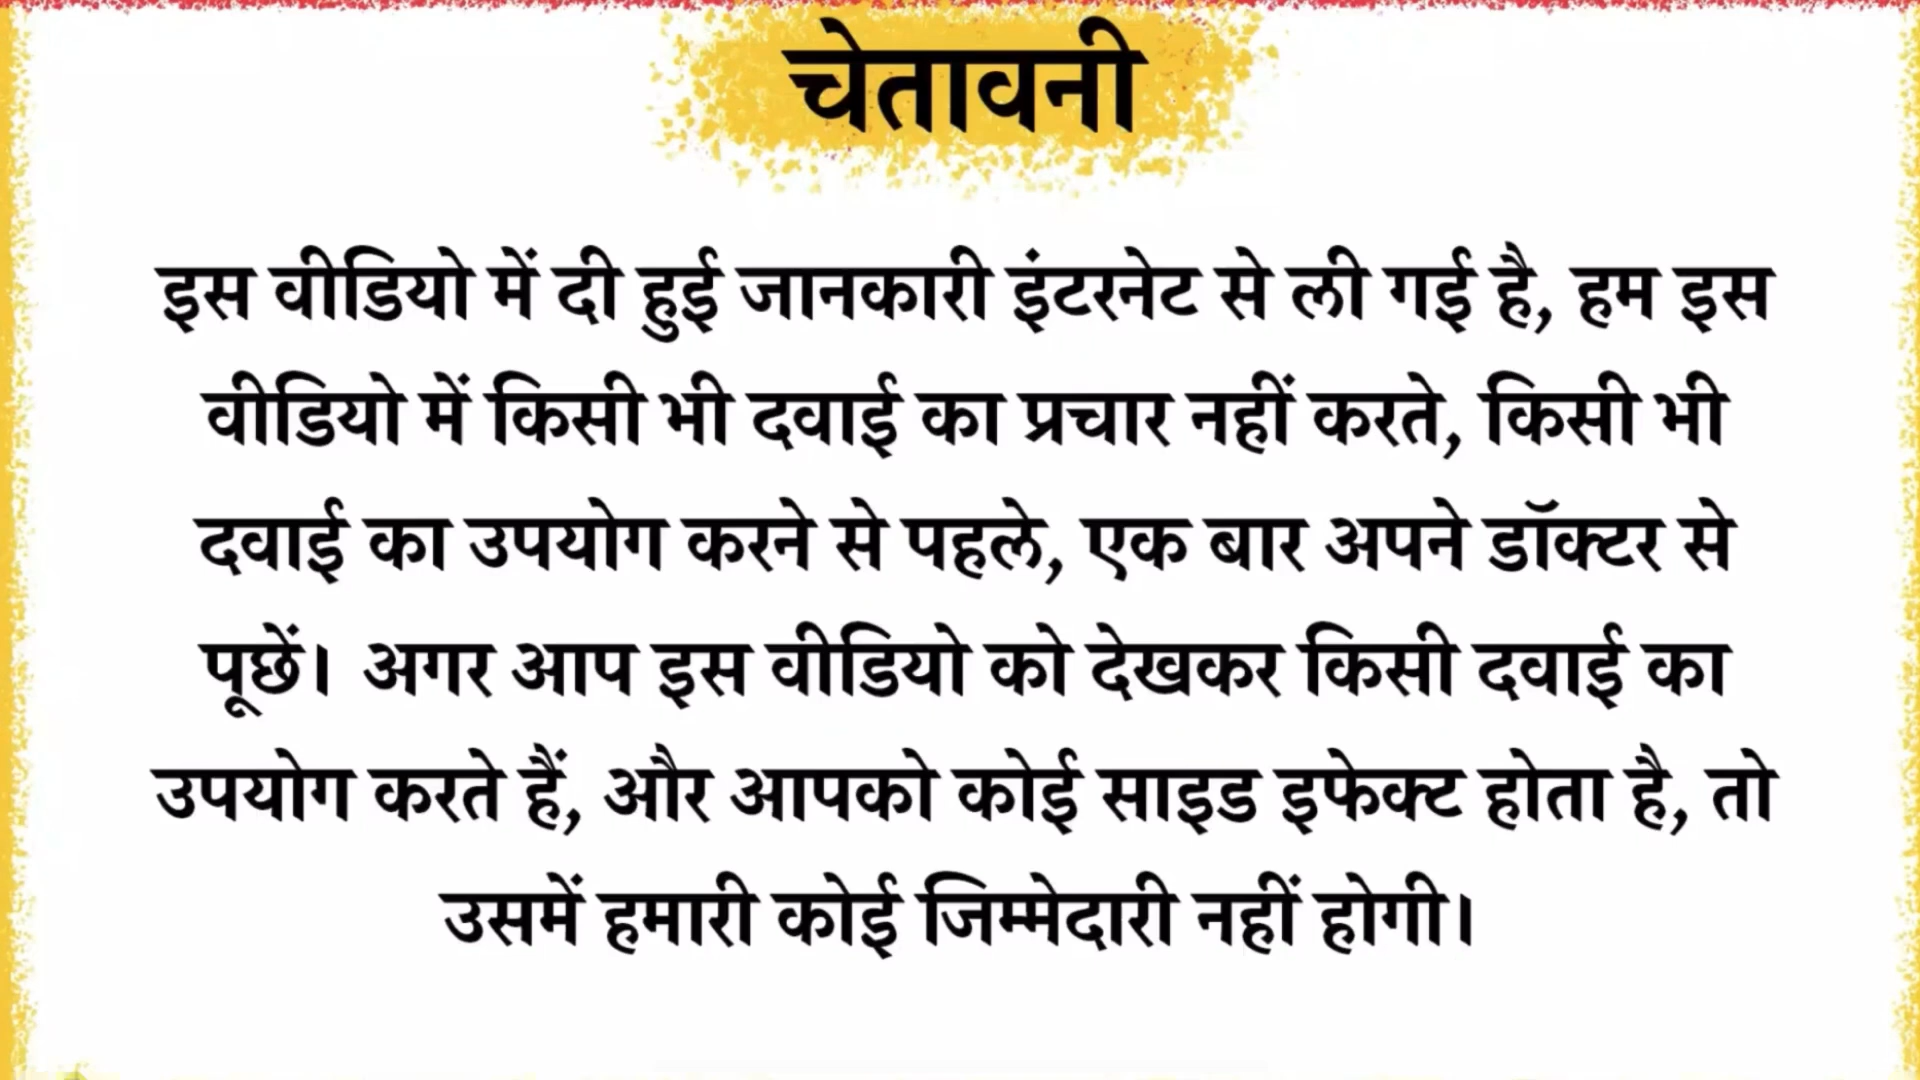 चेतावनी
इस वीडियो में दी हुई जानकारी इंटरनेट से ली गई है, हम इस
वीडियो में किसी भी दवाई का प्रचार नहीं करते, किसी भी
दवाई का उपयोग करने से पहले, एक बार अपने डॉक्टर से
पूछें। अगर आप इस वीडियो को देखकर किसी दवाई का
उपयोग करते हैं, और आपको कोई साइड इफेक्ट होता है, तो
उसमें हमारी कोई जिम्मेदारी नहीं होगी।